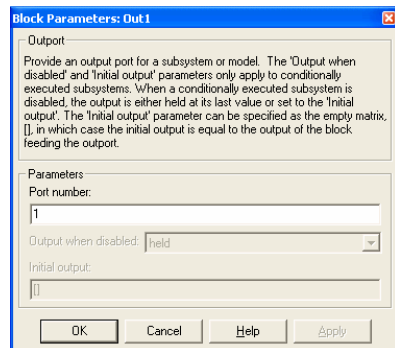 Block Parameters: Out1
Outport
Provide an output port for a subsystem or model. The 'Output when
disabled' and 'Initial output' parameters only apply to conditionally
executed subsystems. When a conditionally executed subsystem is
disabled, the output is either held at its last value or set to the 'Initial
output'. The 'Initial output' parameter can be specified as the empty matrix,
[], in which case the initial output is equal to the output of the block
feeding the outport.
Parameters
Port number:
1
Output when disabled: held
Initial output:
[]
OK Cancel Help Apply